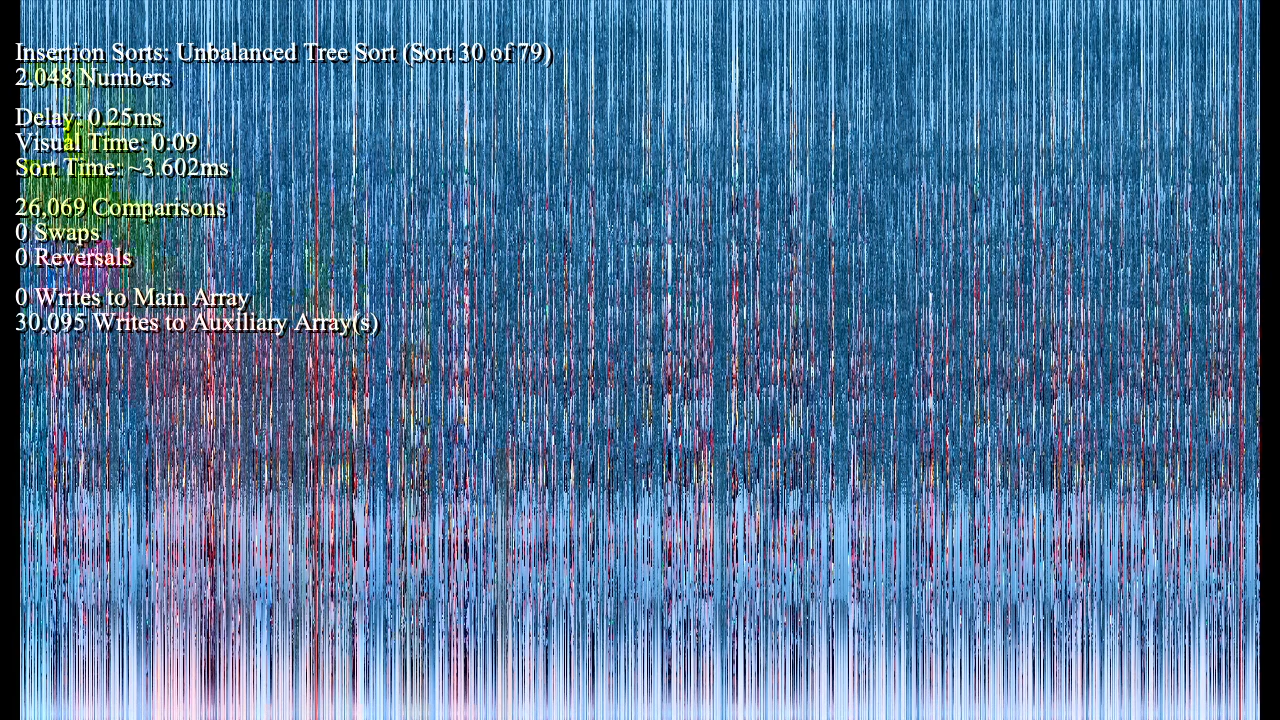 Insertion Sorts: Unbalanced Tree Sort (Sort 30 of 79)
2,048 Numbers
Delay: 0.25ms
Visual Time: 0:09
Sort Time: ~3.602ms
26,069 Comparisons
0 Swaps
0 Reversals
0 Writes to Main Array
30,095 Writes to Auxiliary Array(s)